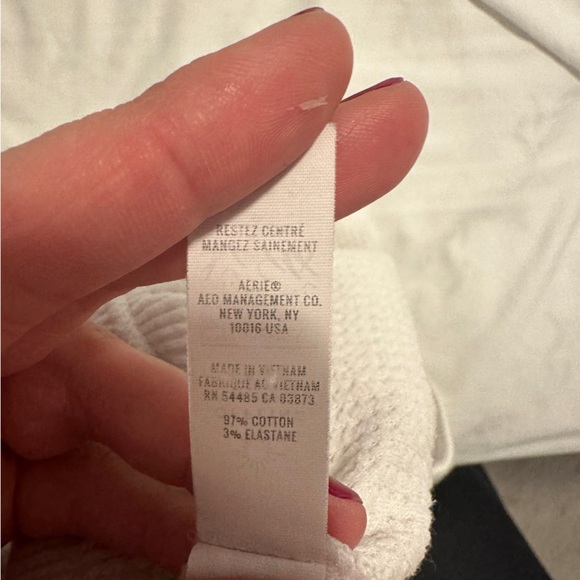 RESTEZ CENTRÉ
MANGEZ SAINEMENT
AERIE®
AEO MANAGEMENT CO.
NEW YORK, NY
10016 USA
MADE IN VIETNAM
FABRIQUE AU VIETNAM
RN 54485 CA 03873
97% COTTON
3% ELASTANE